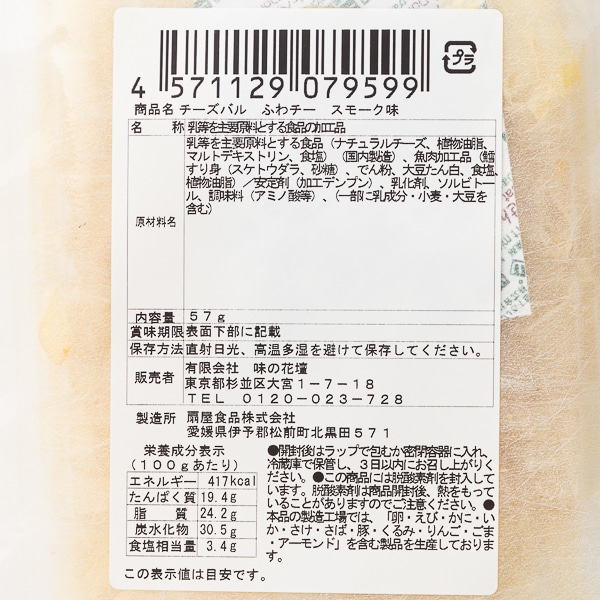 4 571129 079599
プラ
商品名 チーズバル ふわチー スモーク味
名 称 乳等を主要原料とする食品の加工品
原材料名
乳等を主要原料とする食品（ナチュラルチーズ、植物油脂、
マルトデキストリン、食塩）（国内製造）、魚肉加工品（鱈
すり身（スケトウダラ、砂糖）、でん粉、大豆たん白、食塩、
植物油脂）／安定剤（加工デンプン）、乳化剤、ソルビトー
ル、調味料（アミノ酸等）、（一部に乳成分・小麦・大豆を
含む）
内容量 57g
賞味期限 表面下部に記載
保存方法 直射日光、高温多湿を避けて保存してください。
販売者
有限会社 味の花壇
東京都杉並区大宮1-7-18
TEL 0120-023-728
製造所 扇屋食品株式会社
愛媛県伊予郡松前町北黒田571
栄養成分表示
（100gあたり）
エネルギー 417kcal
たんぱく質 19.4g
脂 質 24.2g
炭水化物 30.5g
食塩相当量 3.4g
この表示値は目安です。
●開封後はラップで包むか密閉容器に入れ、
冷蔵庫で保管し、3日以内にお召し上がりく
ださい。●この商品には脱酸素剤を封入して
います。脱酸素剤は商品開封後、熱をもって
いることがありますのでご注意ください。●
本品の製造工場では、「卵・えび・かに・い
か・さけ・さば・豚・くるみ・りんご・ごま
・アーモンド」を含む製品を生産しておりま
す。